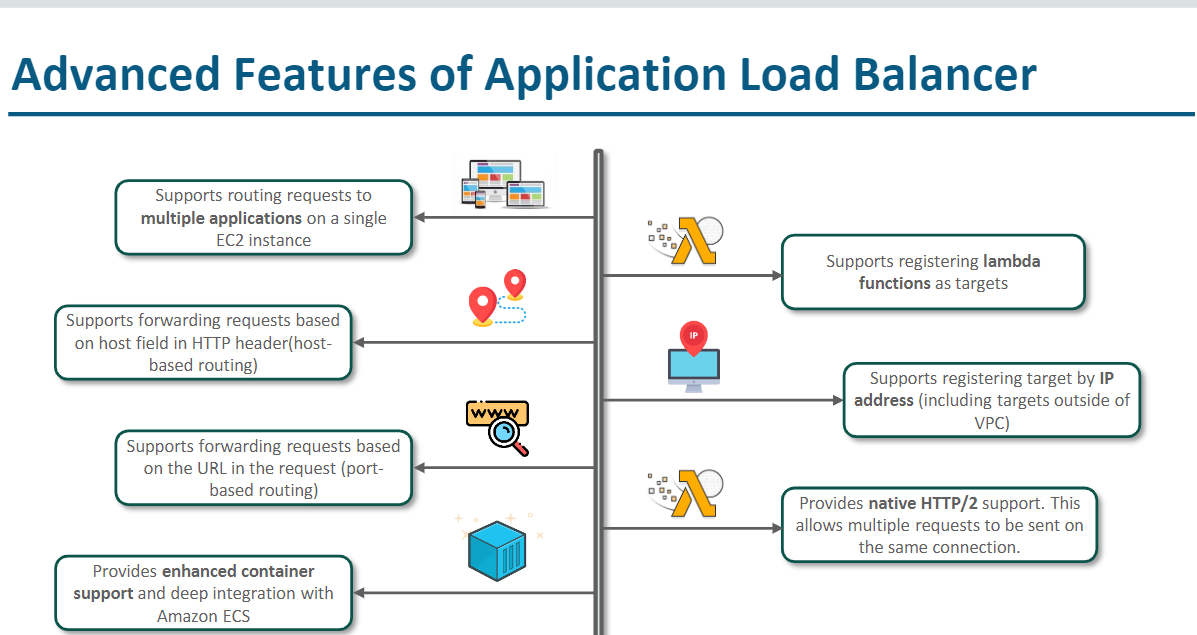 Advanced Features of Application Load Balancer
Supports routing requests to
multiple applications on a single
EC2 instance
Supports registering lambda
functions as targets
Supports forwarding requests based
on host field in HTTP header(host-
based routing)
IP
Supports registering target by IP
address (including targets outside of
VPC)
www
Supports forwarding requests based
on the URL in the request (port-
based routing)
Provides native HTTP/2 support. This
allows multiple requests to be sent on
the same connection.
Provides enhanced container
support and deep integration with
Amazon ECS